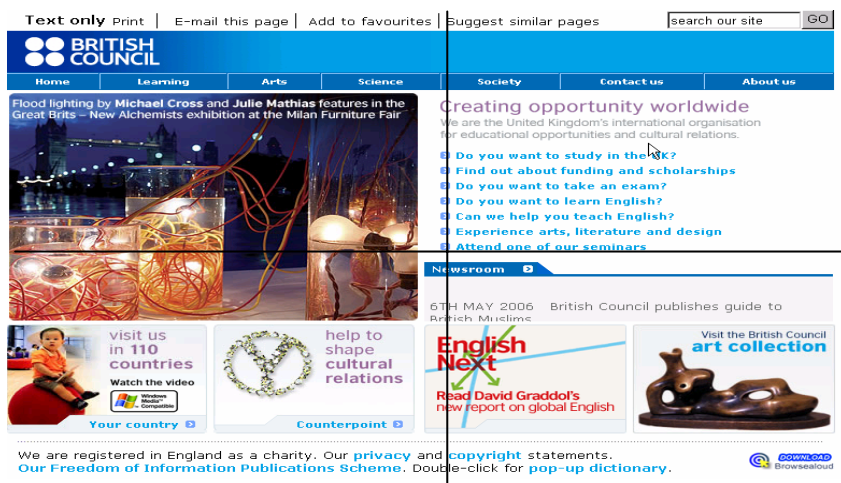 Text only Print | E-mail this page | Add to favourites | Suggest similar pages
search our site GO
BRITISH
COUNCIL
Home Learning Arts Science Society Contact us About us
Flood lighting by Michael Cross and Julie Mathias features in the
Great Brits – New Alchemists exhibition at the Milan Furniture Fair
Creating opportunity worldwide
We are the United Kingdom's international organisation
for educational opportunities and cultural relations.
Do you want to study in the UK?
Find out about funding and scholarships
Do you want to take an exam?
Do you want to learn English?
Can we help you teach English?
Experience arts, literature and design
Attend one of our seminars
Newsroom
6TH MAY 2006 British Council publishes guide to
British Muslims
visit us
in 110
countries
Watch the video
Windows
Media™
Compatible
Your country
help to
shape
cultural
relations
Counterpoint
English
Next
Read David Graddol's
new report on global English
Visit the British Council
art collection
We are registered in England as a charity. Our privacy and copyright statements.
Our Freedom of Information Publications Scheme. Double-click for pop-up dictionary.
DOWNLOAD
Browsealoud